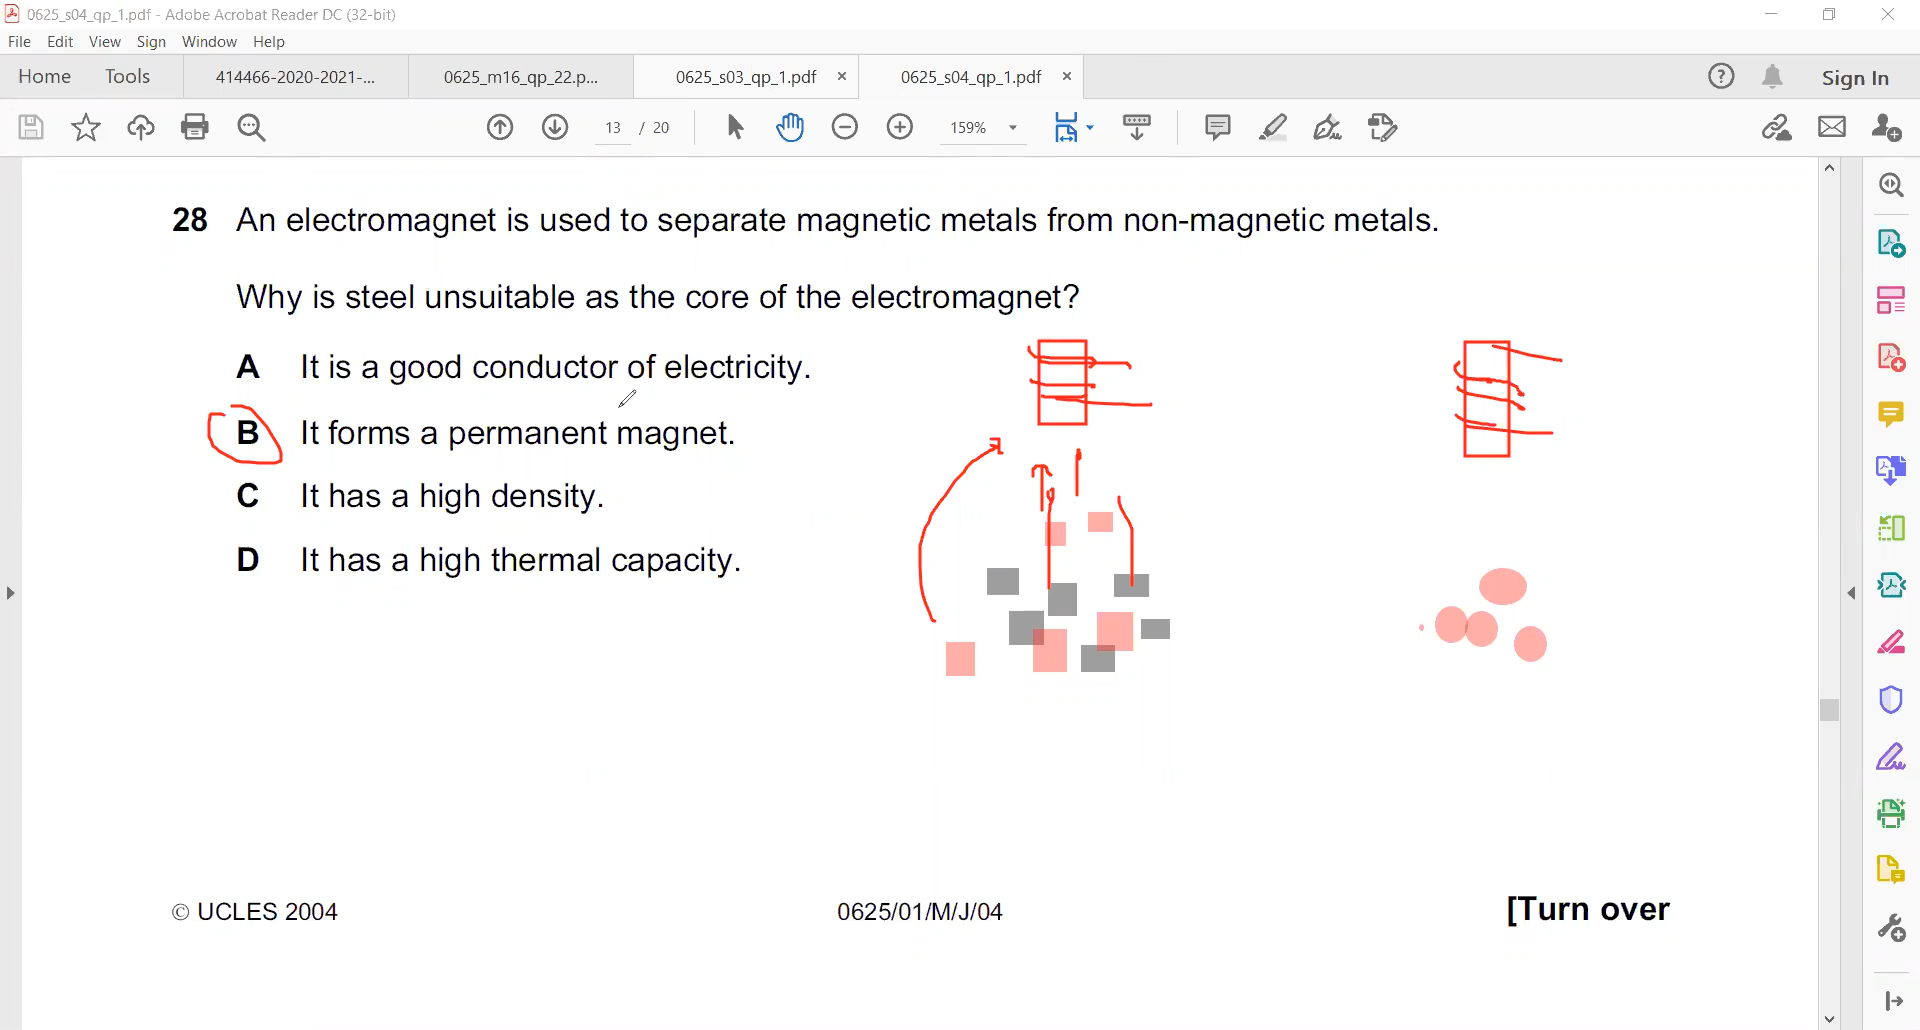 0625_s04_qp_1.pdf - Adobe Acrobat Reader DC (32-bit)
File Edit View Sign Window Help
Home Tools 414466-2020-2021-... 0625_m16_qp_22.p... 0625_s03_qp_1.pdf × 0625_s04_qp_1.pdf × Sign In
13 / 20 159%
28 An electromagnet is used to separate magnetic metals from non-magnetic metals.
Why is steel unsuitable as the core of the electromagnet?
A It is a good conductor of electricity.
B It forms a permanent magnet.
C It has a high density.
D It has a high thermal capacity.
© UCLES 2004 0625/01/M/J/04 [Turn over